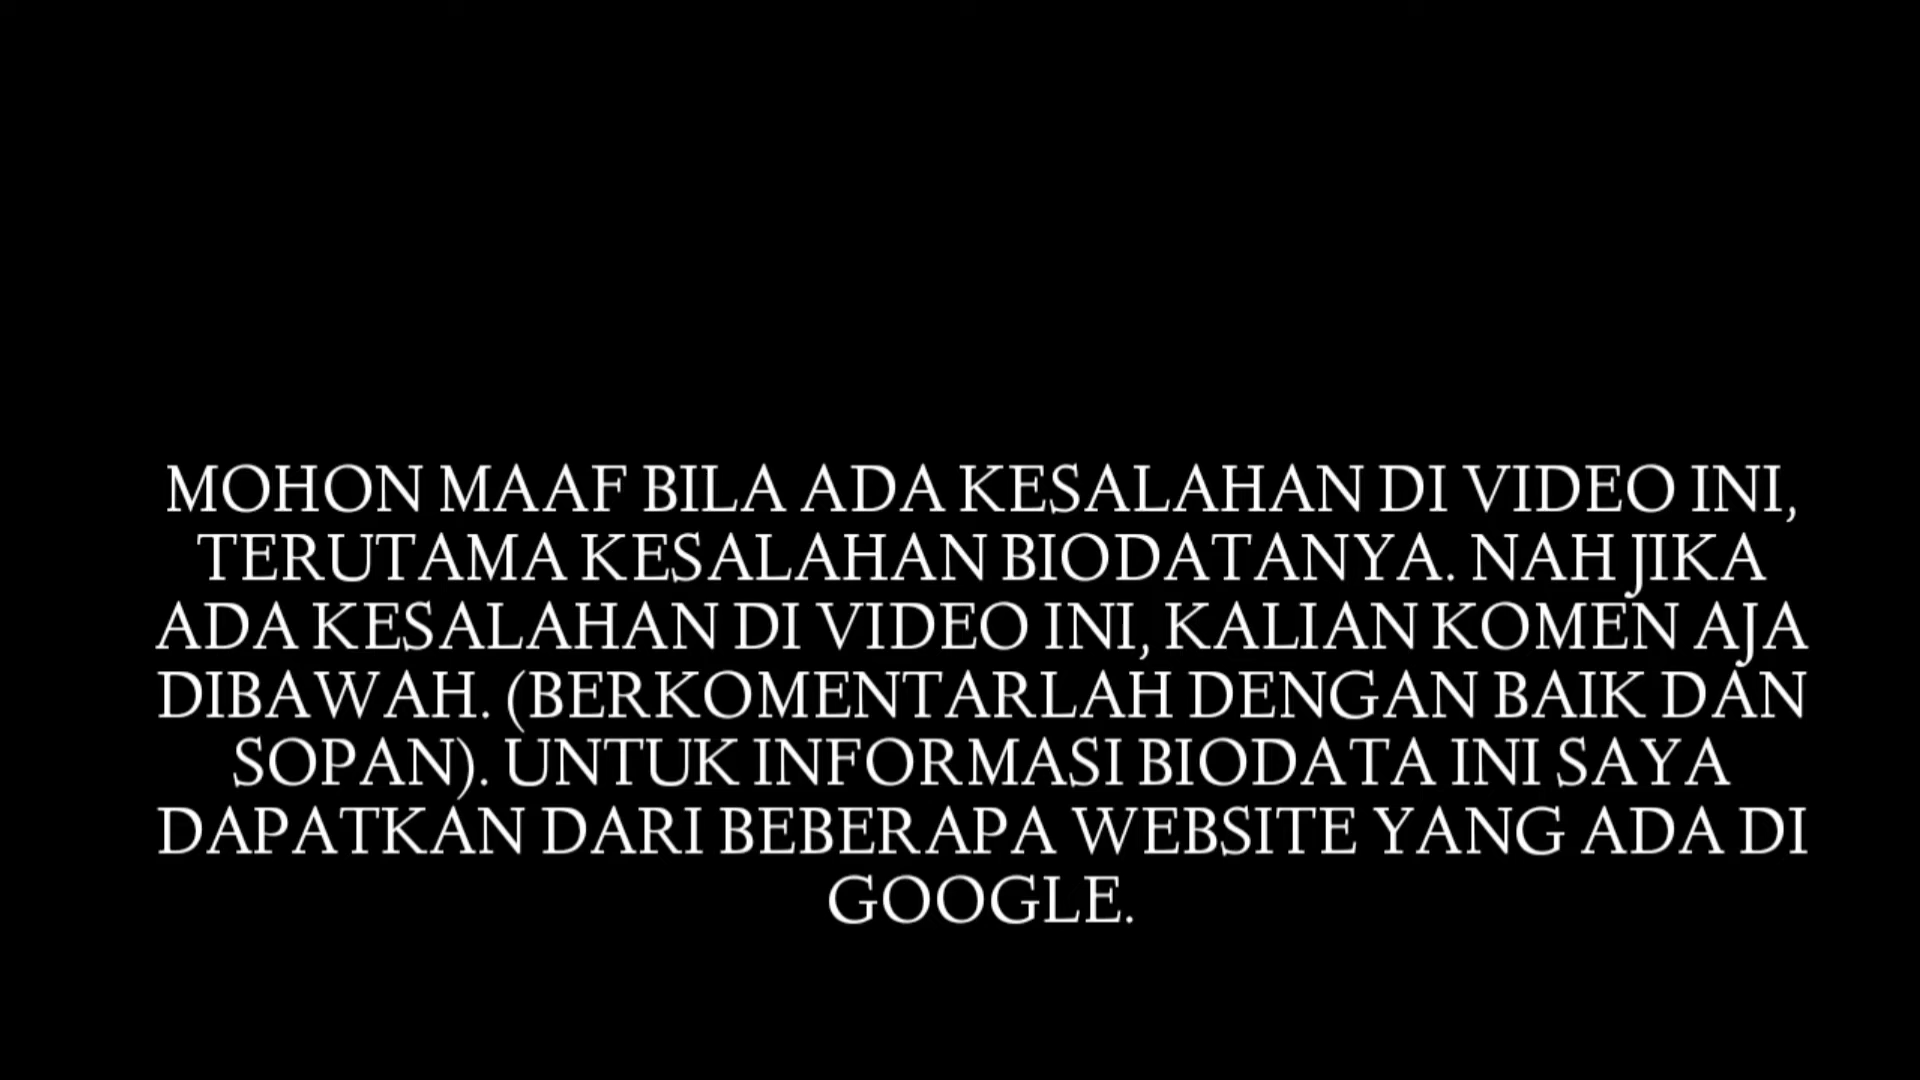 MOHON MAAF BILA ADA KESALAHAN DI VIDEO INI,
TERUTAMA KESALAHAN BIODATANYA. NAH JIKA
ADA KESALAHAN DI VIDEO INI, KALIAN KOMEN AJA
DIBAWAH. (BERKOMENTARLAH DENGAN BAIK DAN
SOPAN). UNTUK INFORMASI BIODATA INI SAYA
DAPATKAN DARI BEBERAPA WEBSITE YANG ADA DI
GOOGLE.